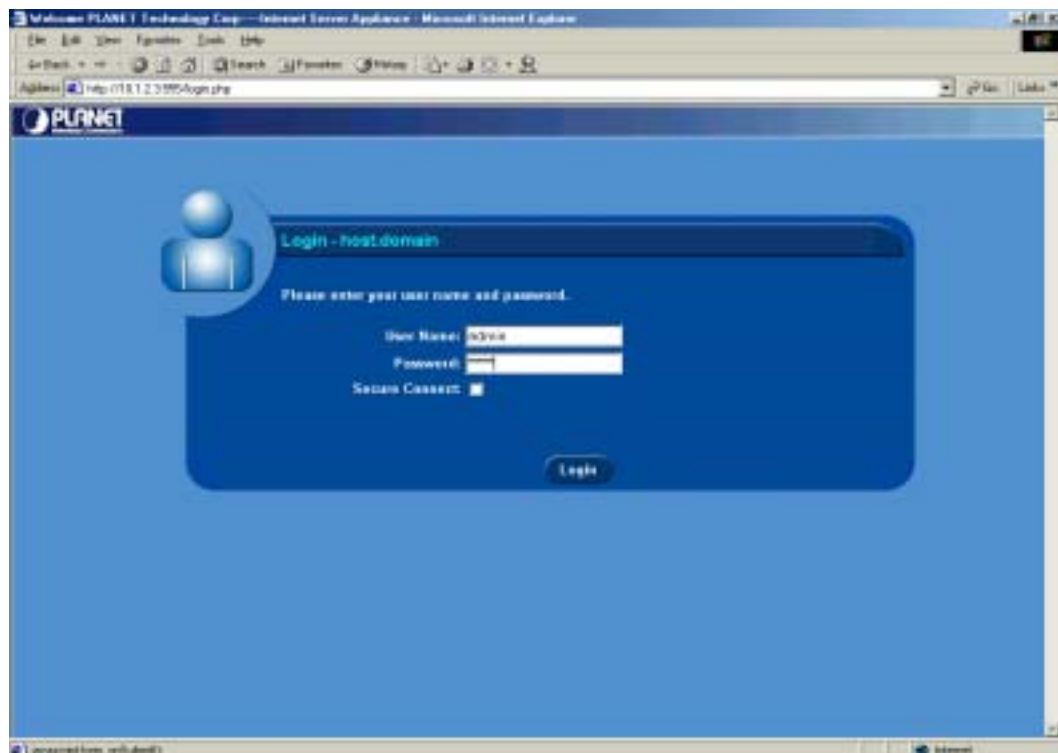 Welcome PLANET Technology Corp----Internet Server Appliance - Microsoft Internet Explorer
File Edit View Favorites Tools Help
Back Search Favorites History
Address Go Links
PLANET
Login - host.domain
Please enter your user name and password.
User Name: admin
Password:
Secure Connect:
Login
Internet